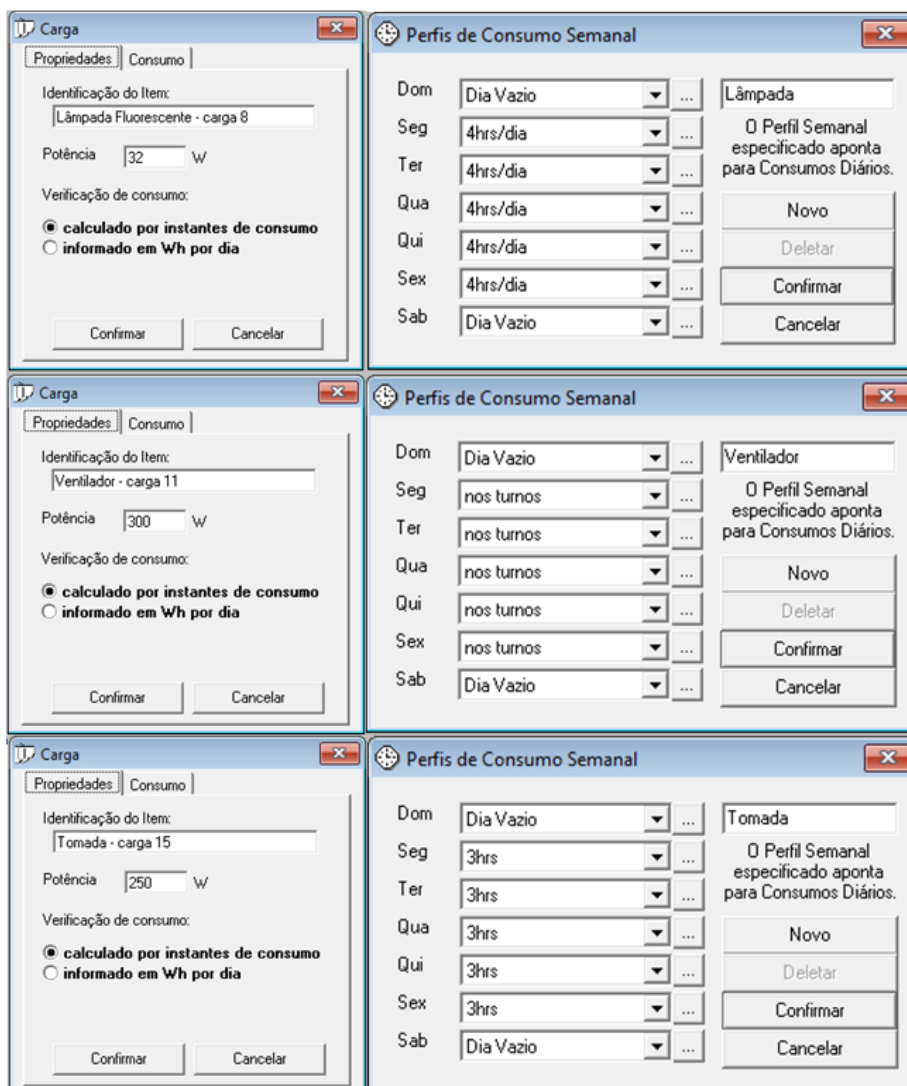 Carga
Propriedades Consumo
Identificação do Item:
Lâmpada Fluorescente - carga 8
Potência 32 W
Verificação de consumo:
calculado por instantes de consumo
informado em Wh por dia
Confirmar Cancelar
Perfis de Consumo Semanal
Dom Dia Vazio ... Lâmpada
Seg 4hrs/dia ...
Ter 4hrs/dia ...
Qua 4hrs/dia ...
Qui 4hrs/dia ...
Sex 4hrs/dia ...
Sab Dia Vazio ...
O Perfil Semanal
especificado aponta
para Consumos Diários.
Novo
Deletar
Confirmar
Cancelar
Carga
Propriedades Consumo
Identificação do Item:
Ventilador - carga 11
Potência 300 W
Verificação de consumo:
calculado por instantes de consumo
informado em Wh por dia
Confirmar Cancelar
Perfis de Consumo Semanal
Dom Dia Vazio ... Ventilador
Seg nos turnos ...
Ter nos turnos ...
Qua nos turnos ...
Qui nos turnos ...
Sex nos turnos ...
Sab Dia Vazio ...
O Perfil Semanal
especificado aponta
para Consumos Diários.
Novo
Deletar
Confirmar
Cancelar
Carga
Propriedades Consumo
Identificação do Item:
Tomada - carga 15
Potência 250 W
Verificação de consumo:
calculado por instantes de consumo
informado em Wh por dia
Confirmar Cancelar
Perfis de Consumo Semanal
Dom Dia Vazio ... Tomada
Seg 3hrs ...
Ter 3hrs ...
Qua 3hrs ...
Qui 3hrs ...
Sex 3hrs ...
Sab Dia Vazio ...
O Perfil Semanal
especificado aponta
para Consumos Diários.
Novo
Deletar
Confirmar
Cancelar